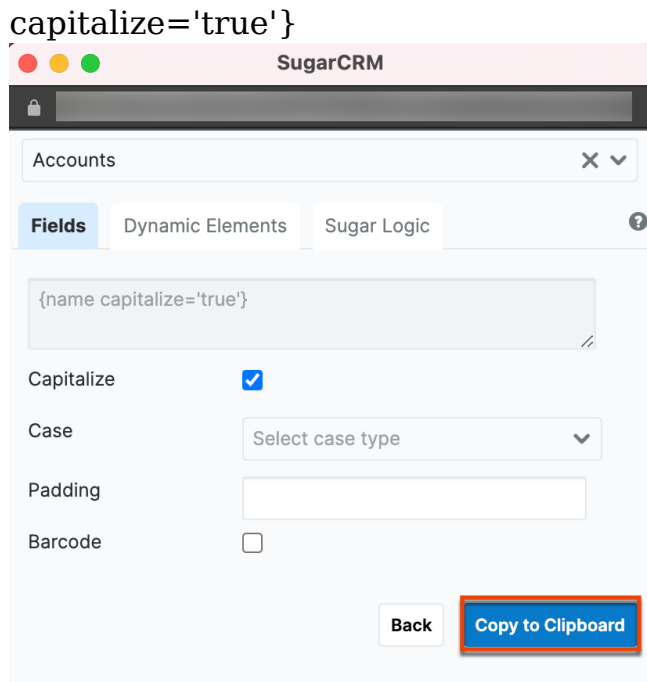 capitalize='true'}
SugarCRM
Accounts
Fields Dynamic Elements Sugar Logic ?
{name capitalize='true'}
Capitalize
Case Select case type
Padding
Barcode
Back Copy to Clipboard